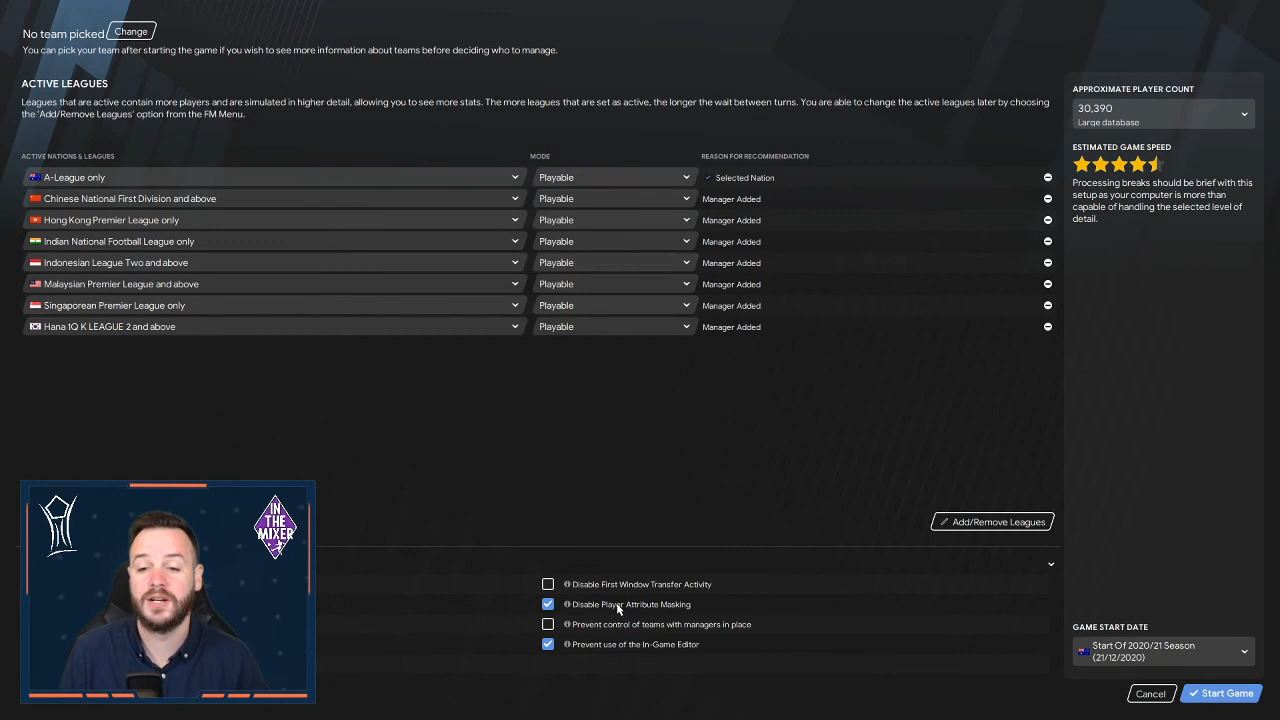 No team picked Change
You can pick your team after starting the game if you wish to see more information about teams before deciding who to manage.
ACTIVE LEAGUES
Leagues that are active contain more players and are simulated in higher detail, allowing you to see more stats. The more leagues that are set as active, the longer the wait between turns. You are able to change the active leagues later by choosing
the 'Add/Remove Leagues' option from the FM Menu.
ACTIVE NATIONS & LEAGUES MODE REASON FOR RECOMMENDATION
A-League only Playable Selected Nation
Chinese National First Division and above Playable Manager Added
Hong Kong Premier League only Playable Manager Added
Indian National Football League only Playable Manager Added
Indonesian League Two and above Playable Manager Added
Malaysian Premier League and above Playable Manager Added
Singaporean Premier League only Playable Manager Added
Hana 1Q K LEAGUE 2 and above Playable Manager Added
APPROXIMATE PLAYER COUNT
30,390
Large database
ESTIMATED GAME SPEED
Processing breaks should be brief with this
setup as your computer is more than
capable of handling the selected level of
detail.
Add/Remove Leagues
IN
THE
MIXER
Disable First Window Transfer Activity
Disable Player Attribute Masking
Prevent control of teams with managers in place
Prevent use of the In-Game Editor
GAME START DATE
Start Of 2020/21 Season
(21/12/2020)
Cancel Start Game